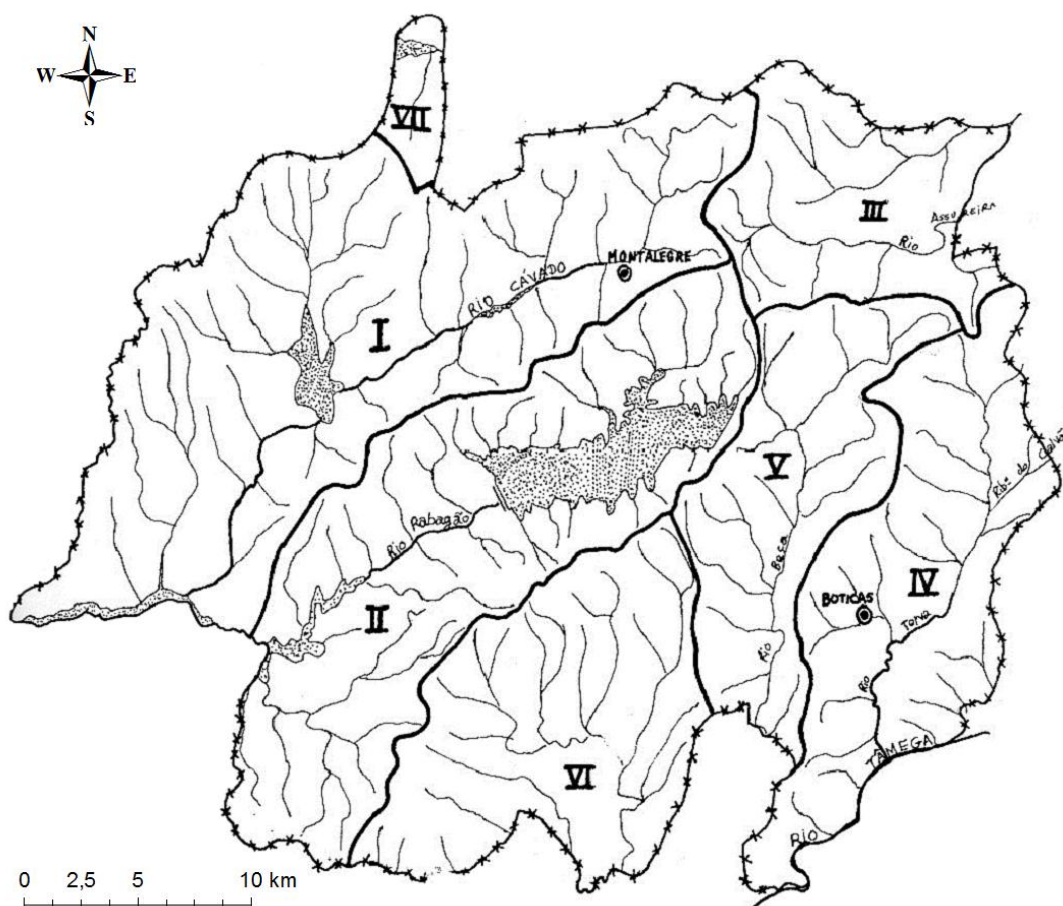 N
W E
S
VII
III
ASSUREIRA
RIO
MONTALEGRE
RIO CÁVADO
I
V
Rio Rabagão
Beça
Rio
II
IV
BOTICAS
Terva
Rio
TÂMEGA
RIO
VI
0 2,5 5 10 km